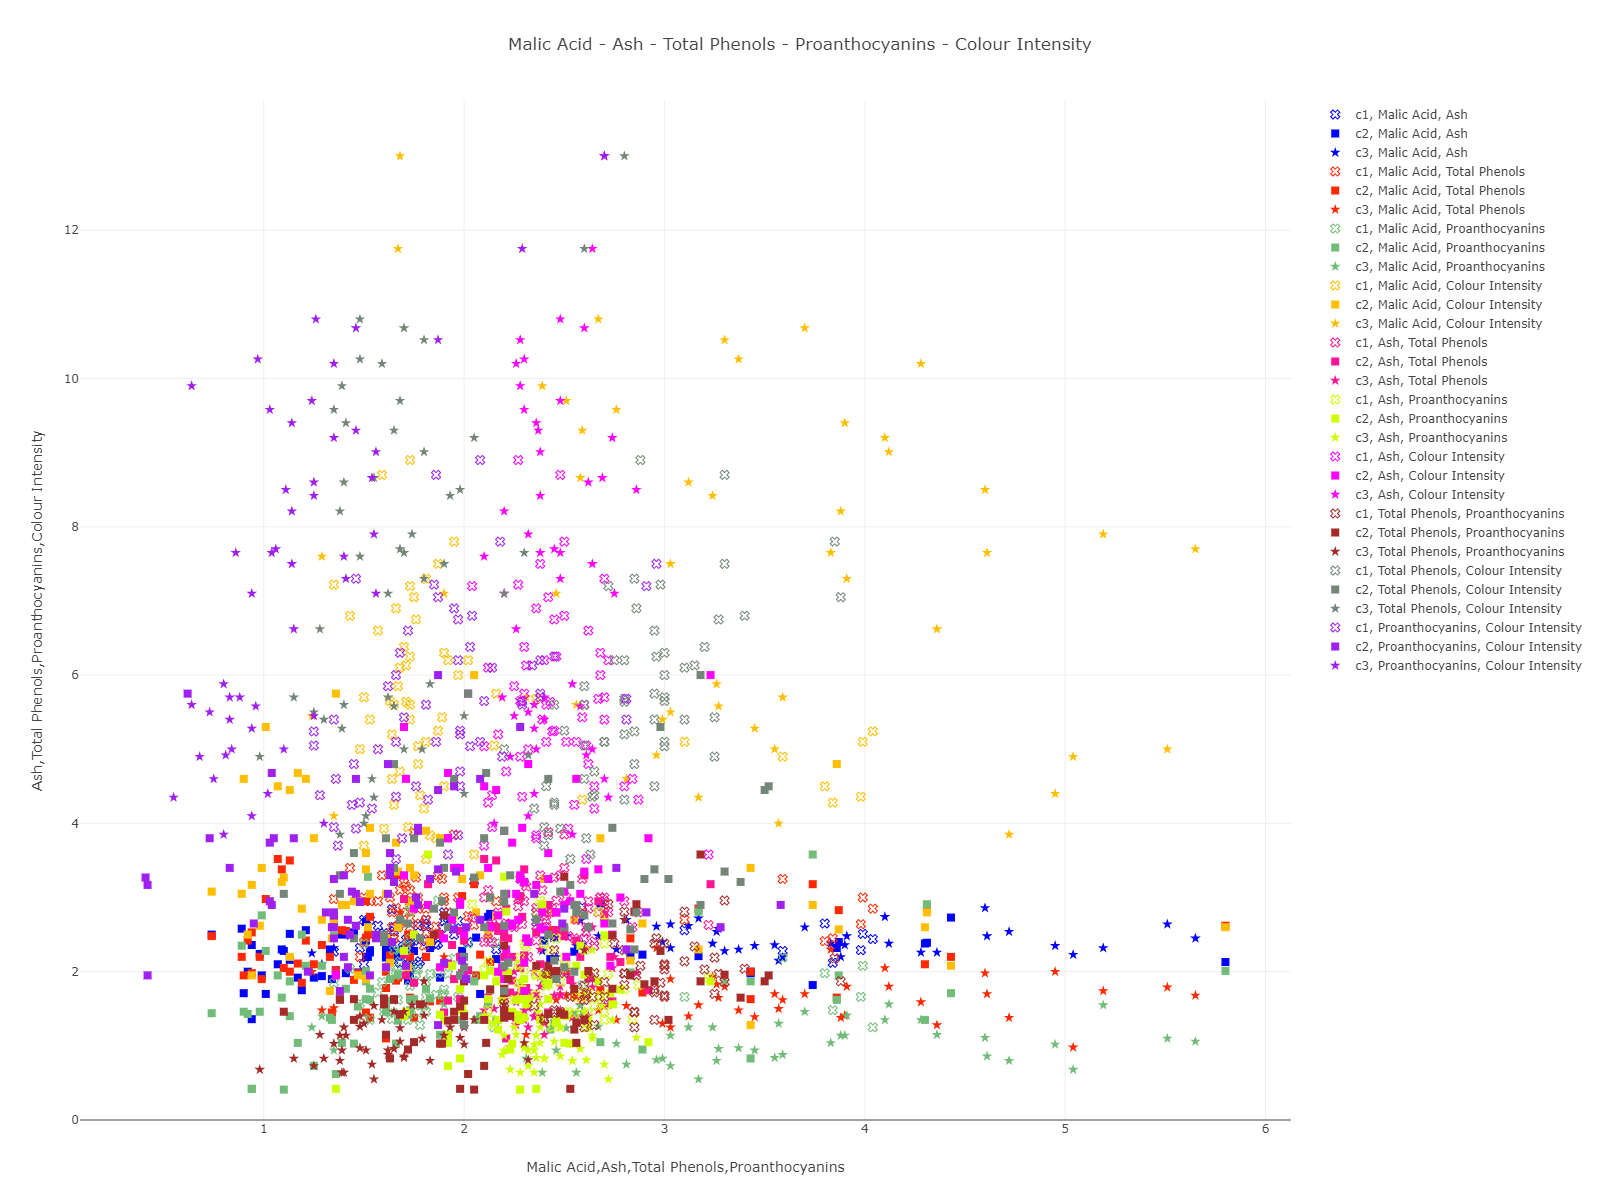 Malic Acid - Ash - Total Phenols - Proanthocyanins - Colour Intensity
c1, Malic Acid, Ash
c2, Malic Acid, Ash
c3, Malic Acid, Ash
c1, Malic Acid, Total Phenols
c2, Malic Acid, Total Phenols
c3, Malic Acid, Total Phenols
c1, Malic Acid, Proanthocyanins
c2, Malic Acid, Proanthocyanins
c3, Malic Acid, Proanthocyanins
c1, Malic Acid, Colour Intensity
c2, Malic Acid, Colour Intensity
c3, Malic Acid, Colour Intensity
c1, Ash, Total Phenols
c2, Ash, Total Phenols
c3, Ash, Total Phenols
c1, Ash, Proanthocyanins
c2, Ash, Proanthocyanins
c3, Ash, Proanthocyanins
c1, Ash, Colour Intensity
c2, Ash, Colour Intensity
c3, Ash, Colour Intensity
c1, Total Phenols, Proanthocyanins
c2, Total Phenols, Proanthocyanins
c3, Total Phenols, Proanthocyanins
c1, Total Phenols, Colour Intensity
c2, Total Phenols, Colour Intensity
c3, Total Phenols, Colour Intensity
c1, Proanthocyanins, Colour Intensity
c2, Proanthocyanins, Colour Intensity
c3, Proanthocyanins, Colour Intensity
Ash,Total Phenols,Proanthocyanins,Colour Intensity
12
10
8
6
4
2
0
1 2 3 4 5 6
Malic Acid,Ash,Total Phenols,Proanthocyanins